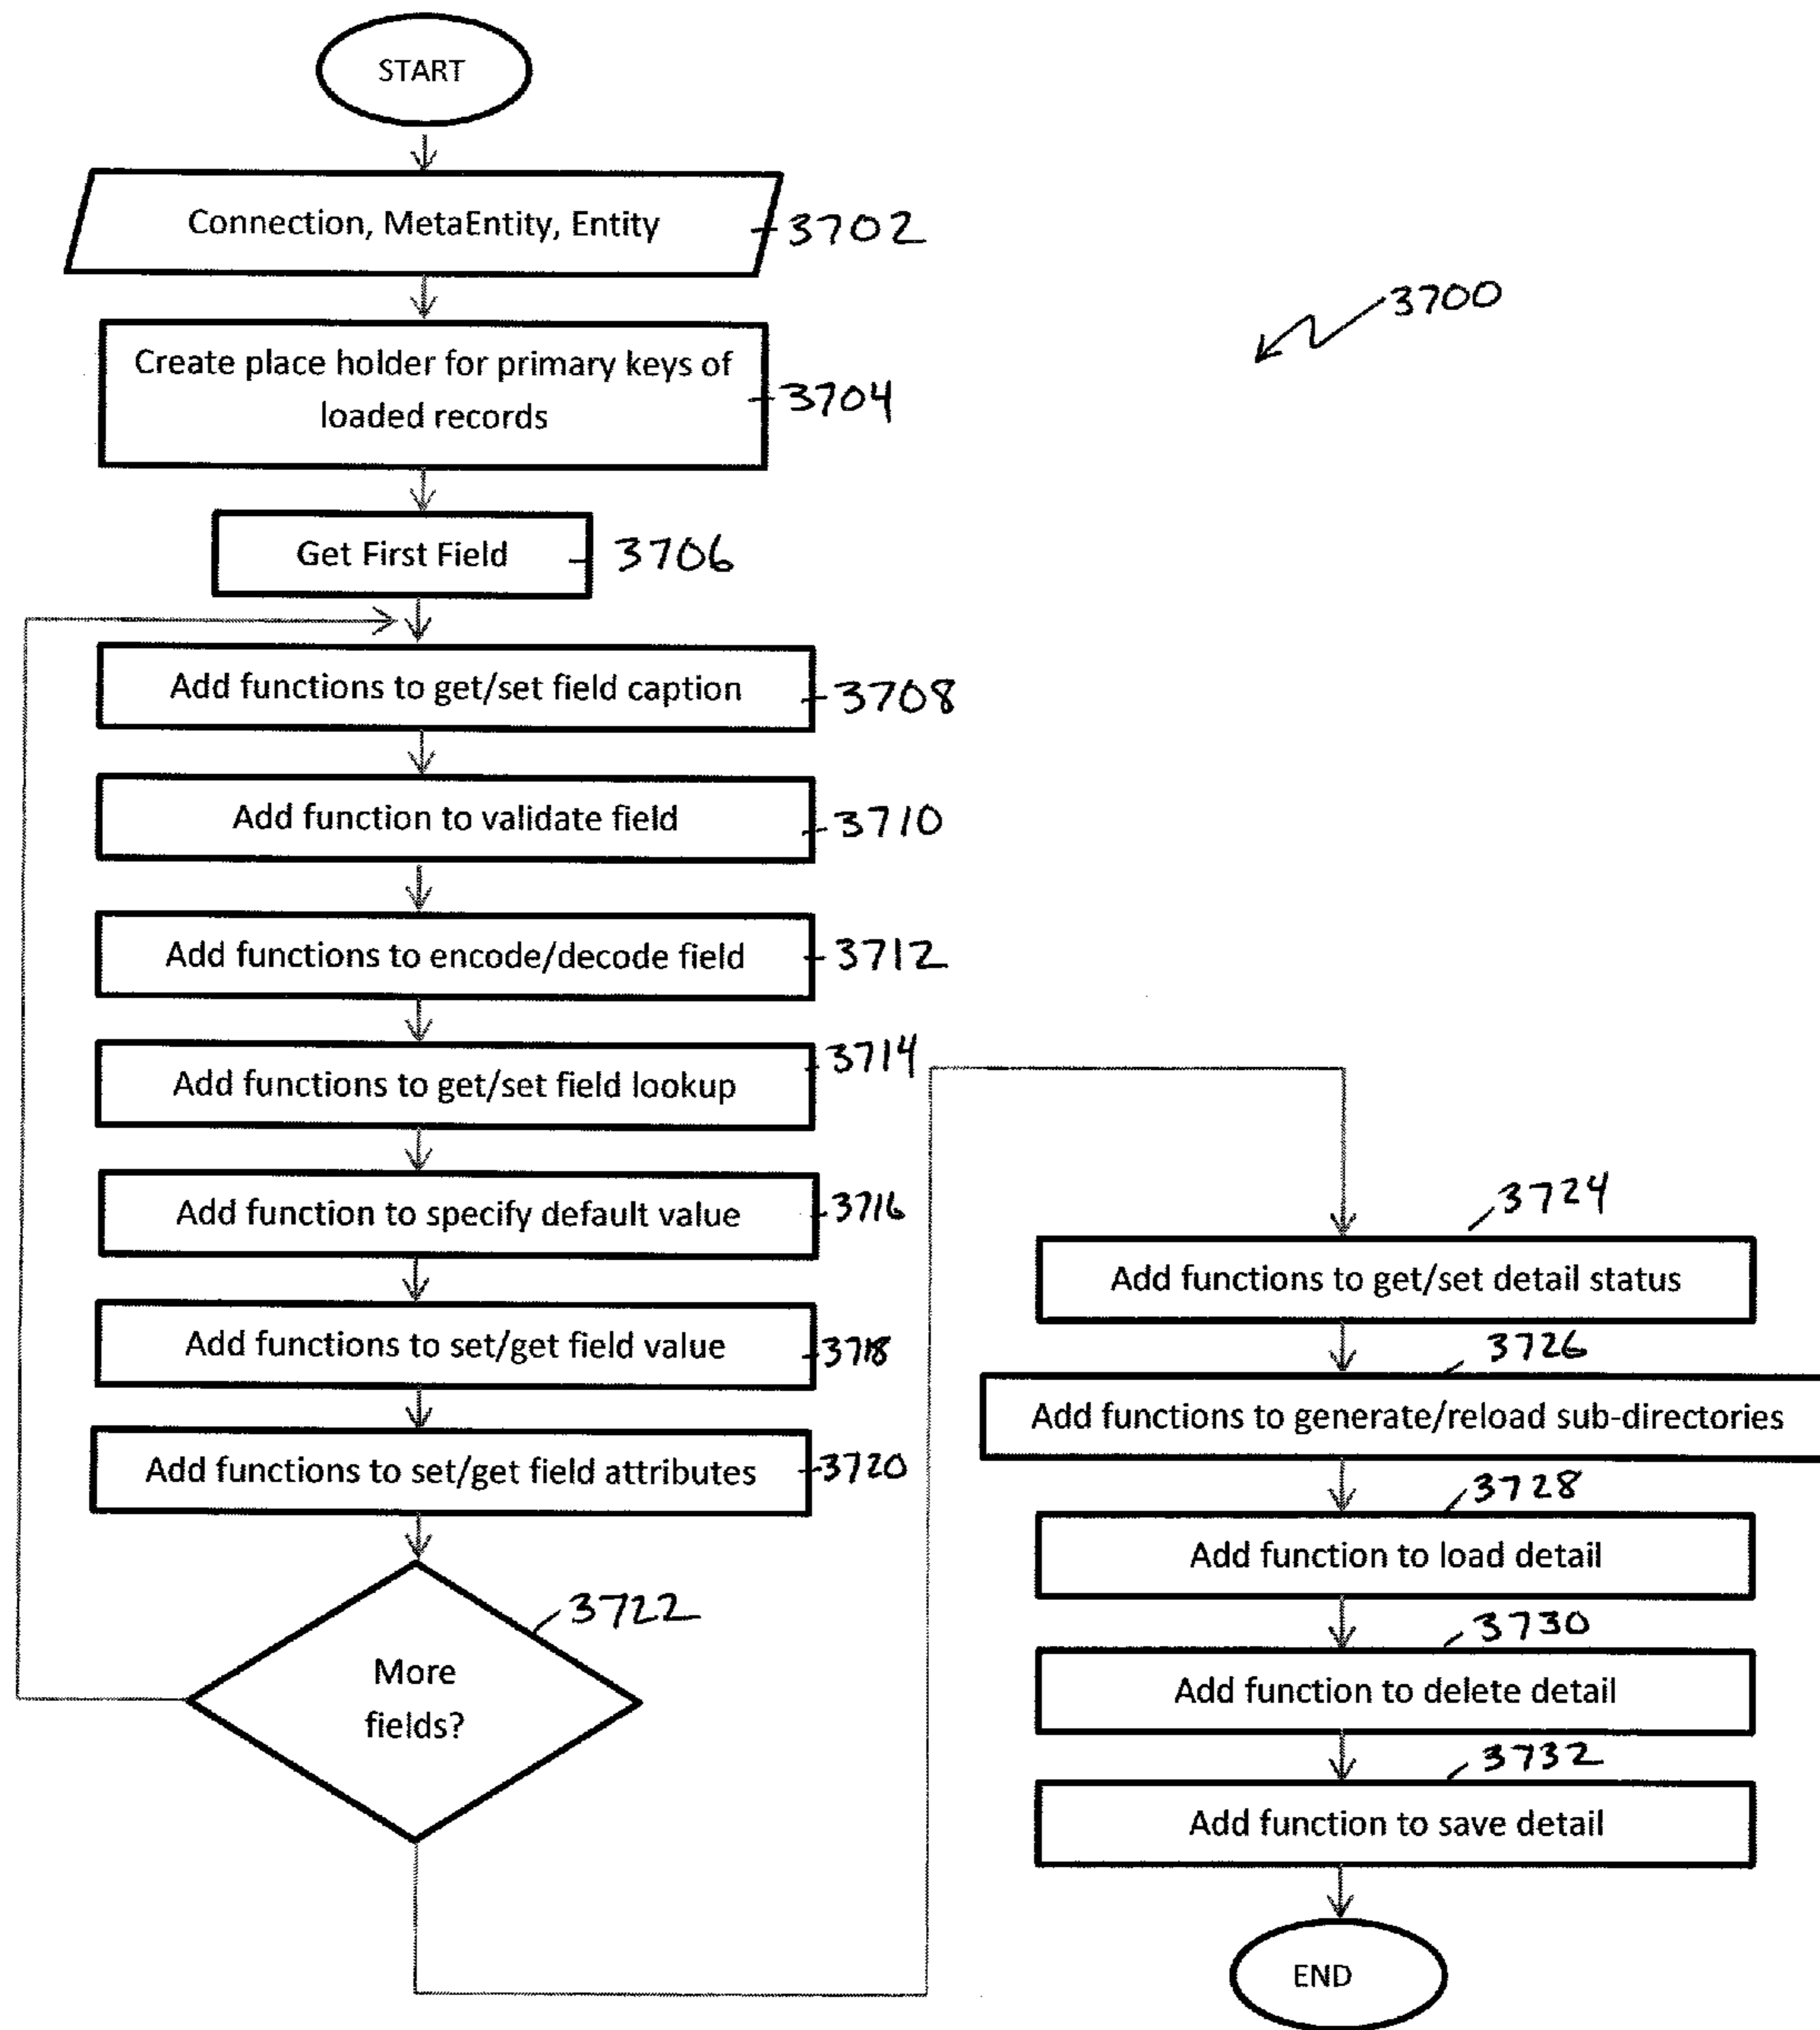 START
Connection, MetaEntity, Entity
3702
3700
Create place holder for primary keys of
loaded records
3704
Get First Field
3706
Add functions to get/set field caption
3708
Add function to validate field
3710
Add functions to encode/decode field
3712
Add functions to get/set field lookup
3714
Add function to specify default value
3716
Add functions to set/get field value
3718
Add functions to set/get field attributes
3720
More
fields?
3722
3724
Add functions to get/set detail status
3726
Add functions to generate/reload sub-directories
3728
Add function to load detail
3730
Add function to delete detail
3732
Add function to save detail
END